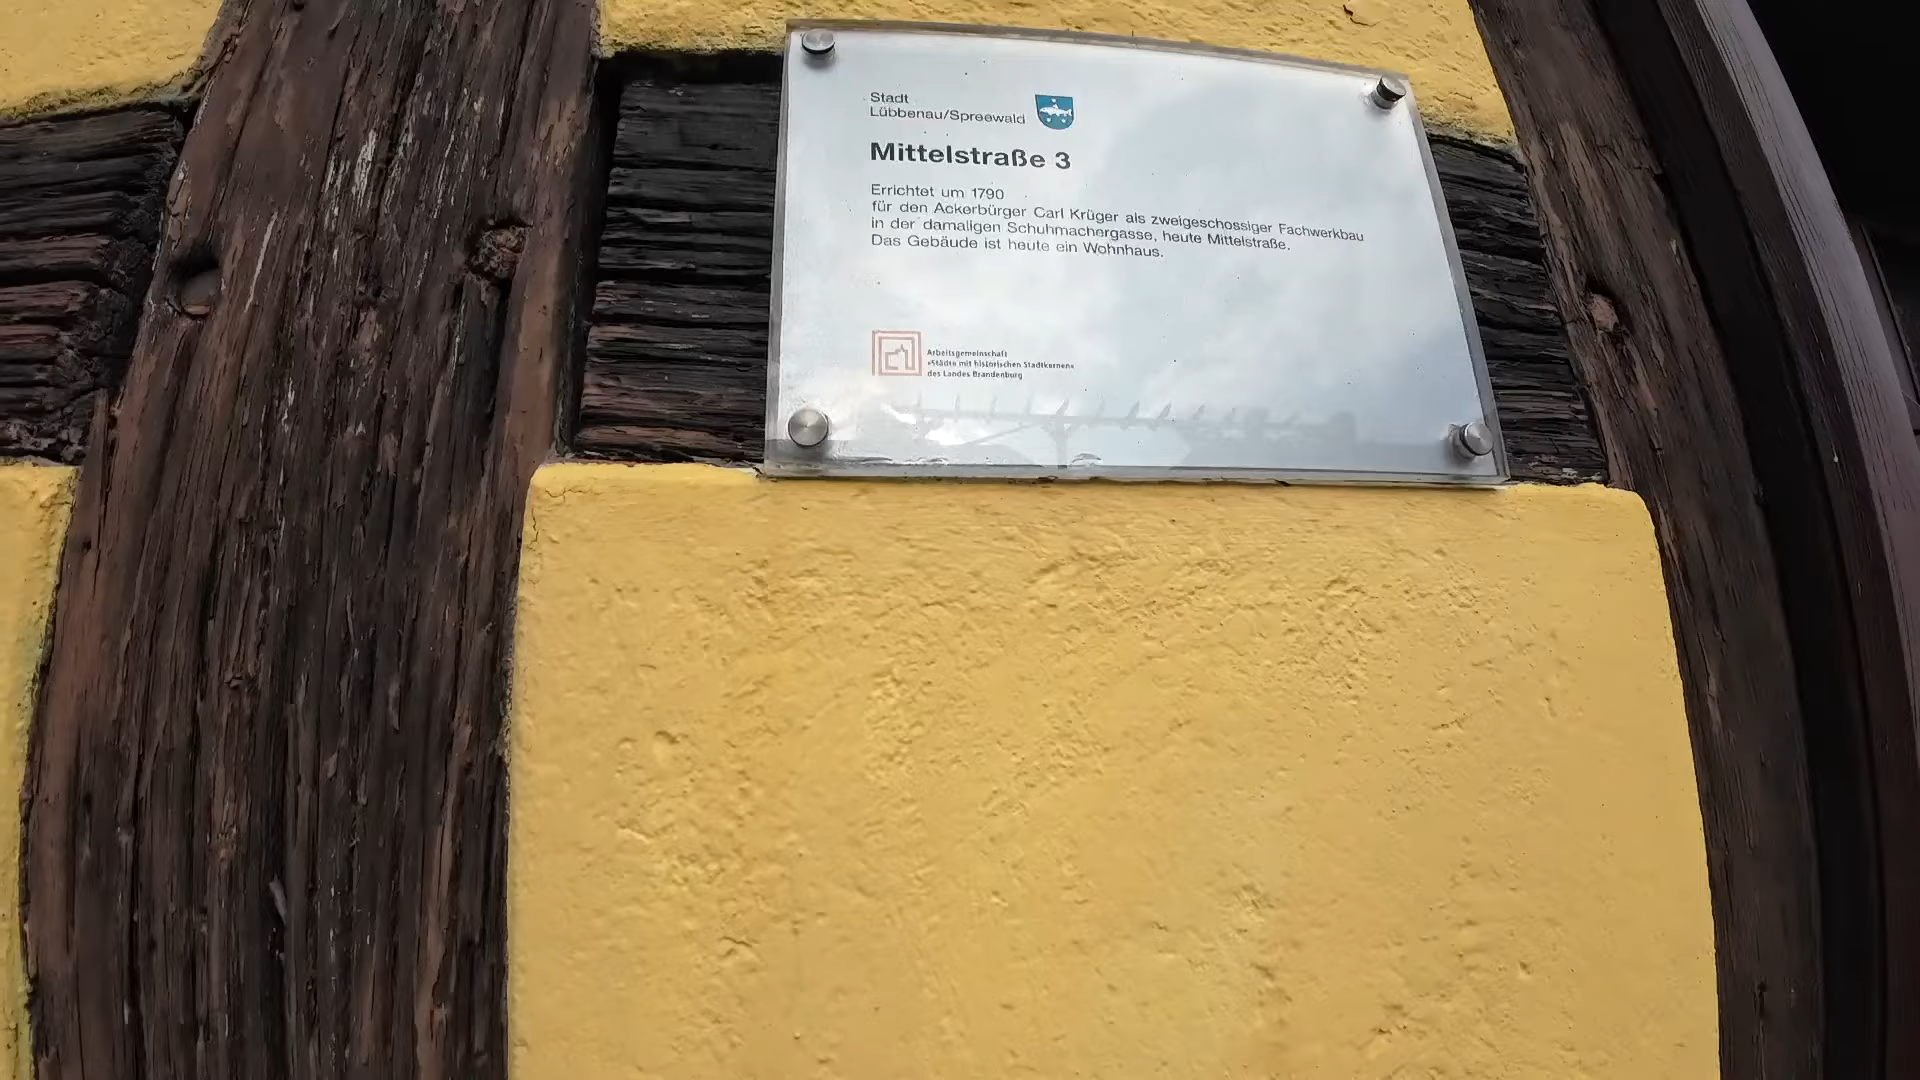 Stadt
Lübbenau/Spreewald
Mittelstraße 3
Errichtet um 1790
für den Ackerbürger Carl Krüger als zweigeschossiger Fachwerkbau
in der damaligen Schuhmachergasse, heute Mittelstraße.
Das Gebäude ist heute ein Wohnhaus.
Arbeitsgemeinschaft
»Städte mit historischen Stadtkernen«
des Landes Brandenburg